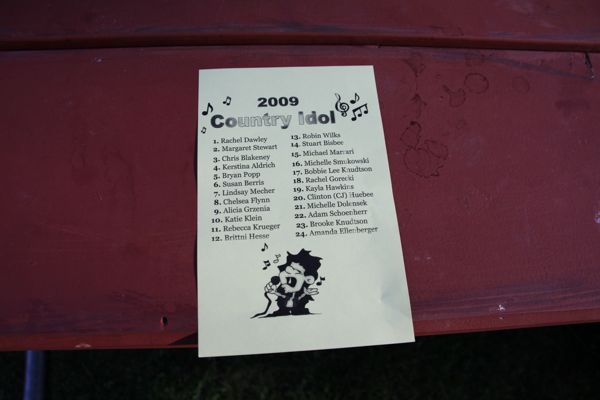 2009
Country Idol
1. Rachel Dawley
2. Margaret Stewart
3. Chris Blakeney
4. Kerstina Aldrich
5. Bryan Popp
6. Susan Berris
7. Lindsay Mecher
8. Chelsea Flynn
9. Alicia Grzenia
10. Katie Klein
11. Rebecca Krueger
12. Brittni Hesse
13. Robin Wilks
14. Stuart Bisbee
15. Michael
16. Michelle Smokowski
17. Bobbie Lee Knudtson
18. Rachel Gorecki
19. Kayla Hawkins
20. Clinton (CJ) Huebee
21. Michelle Dolensek
22. Adam Schoenherr
23. Brooke Knudtson
24. Amanda Ellenberger